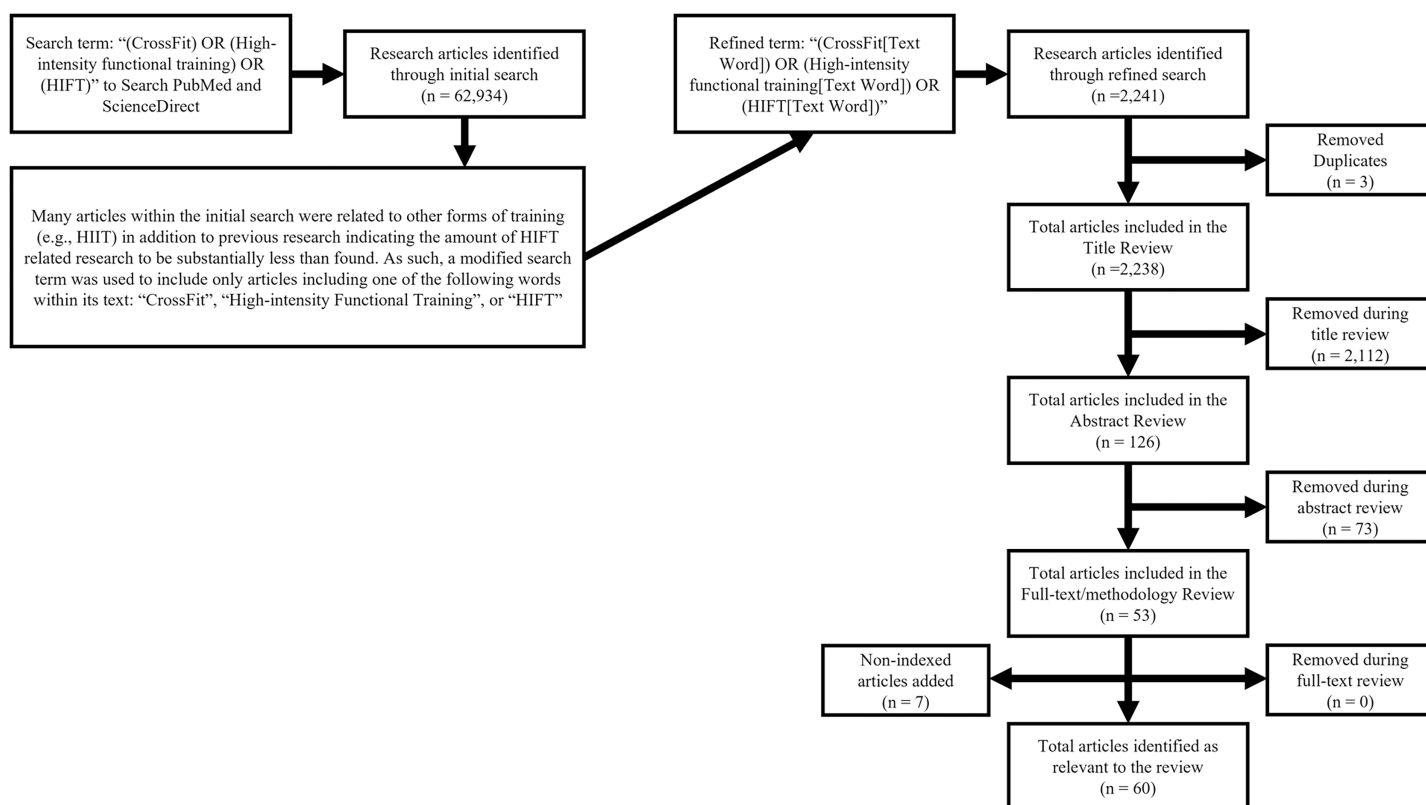 Search term: “(CrossFit) OR (High-
intensity functional training) OR
(HIFT)” to Search PubMed and
ScienceDirect
Research articles identified
through initial search
(n = 62,934)
Many articles within the initial search were related to other forms of training
(e.g., HIIT) in addition to previous research indicating the amount of HIFT
related research to be substantially less than found. As such, a modified search
term was used to include only articles including one of the following words
within its text: “CrossFit”, “High-intensity Functional Training”, or “HIFT”
Refined term: “(CrossFit[Text
Word]) OR (High-intensity
functional training[Text Word]) OR
(HIFT[Text Word])”
Research articles identified
through refined search
(n =2,241)
Removed
Duplicates
(n = 3)
Total articles included in the
Title Review
(n =2,238)
Removed during
title review
(n = 2,112)
Total articles included in the
Abstract Review
(n = 126)
Removed during
abstract review
(n = 73)
Total articles included in the
Full-text/methodology Review
(n = 53)
Non-indexed
articles added
(n = 7)
Removed during
full-text review
(n = 0)
Total articles identified as
relevant to the review
(n = 60)